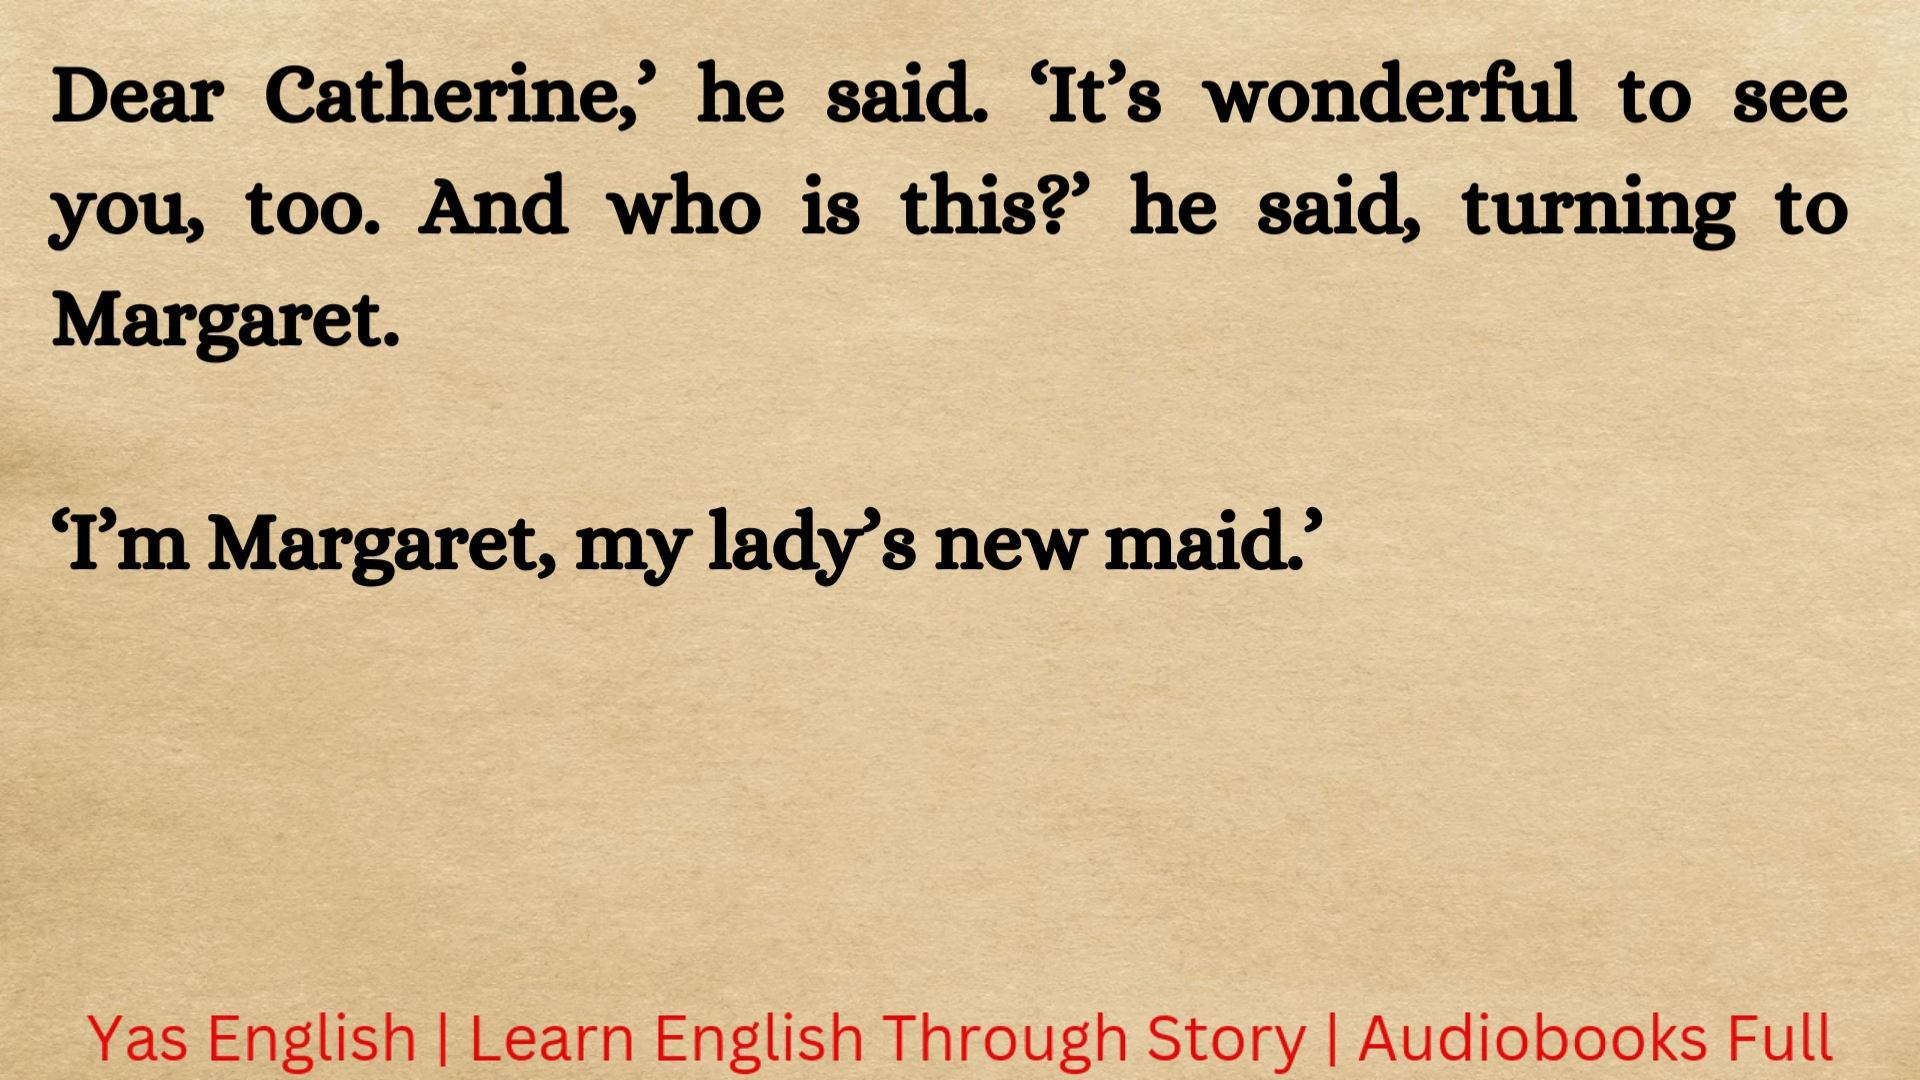 Dear Catherine,’ he said. ‘It’s wonderful to see
you, too. And who is this?’ he said, turning to
Margaret.
‘I’m Margaret, my lady’s new maid.’
Yas English | Learn English Through Story | Audiobooks Full